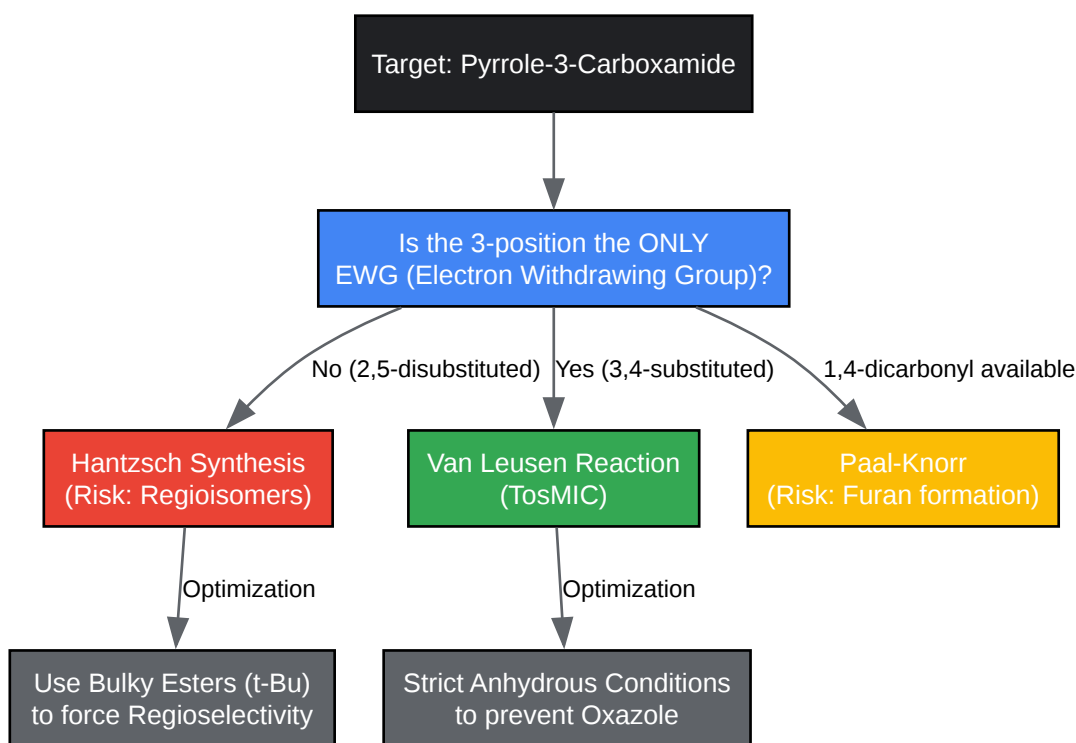 Target: Pyrrole-3-Carboxamide
Is the 3-position the ONLY
EWG (Electron Withdrawing Group)?
No (2,5-disubstituted)
Yes (3,4-substituted)
1,4-dicarbonyl available
Hantzsch Synthesis
(Risk: Regioisomers)
Van Leusen Reaction
(TosMIC)
Paal-Knorr
(Risk: Furan formation)
Optimization
Optimization
Use Bulky Esters (t-Bu)
to force Regioselectivity
Strict Anhydrous Conditions
to prevent Oxazole